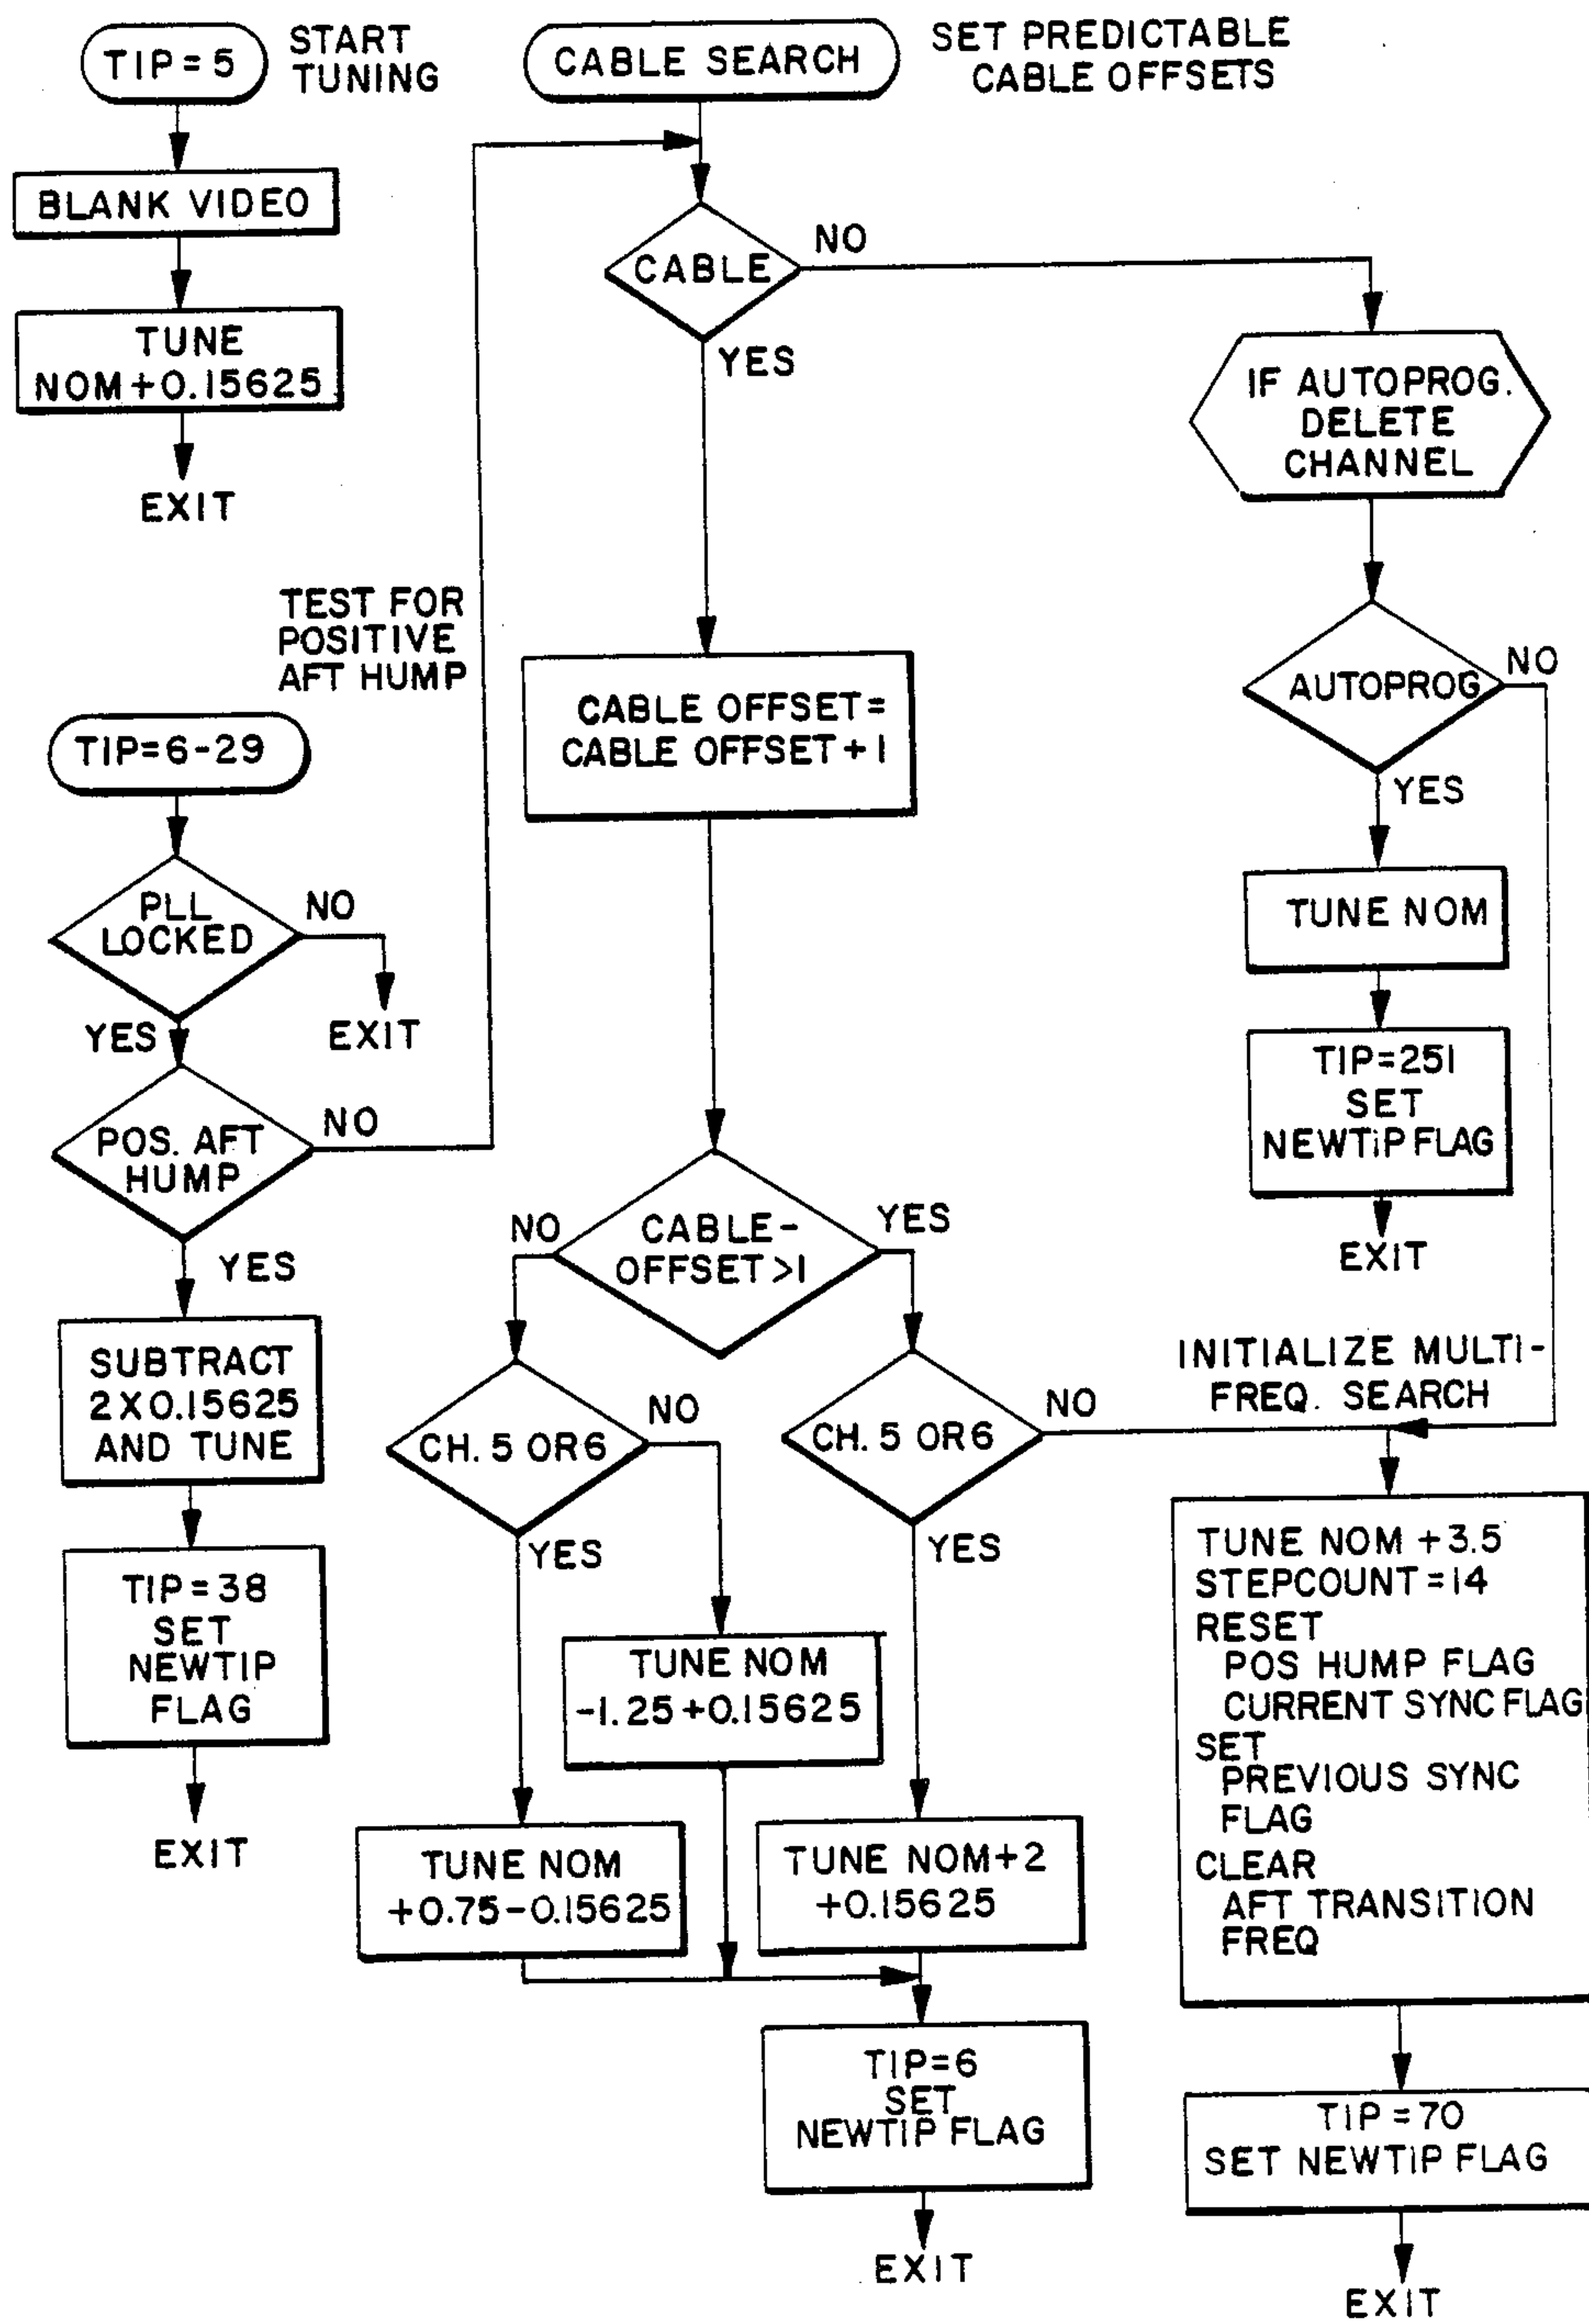 TIP=5
START
TUNING
BLANK VIDEO
TUNE
NOM+0.15625
EXIT
TEST FOR
POSITIVE
AFT HUMP
TIP=6-29
PLL
LOCKED
NO
EXIT
YES
POS. AFT
HUMP
NO
YES
SUBTRACT
2X0.15625
AND TUNE
TIP=38
SET
NEWTIP
FLAG
EXIT
CABLE SEARCH
SET PREDICTABLE
CABLE OFFSETS
CABLE
NO
YES
CABLE OFFSET=
CABLE OFFSET+1
CABLE-
OFFSET>1
NO
YES
CH. 5 OR6
NO
YES
TUNE NOM
-1.25+0.15625
TUNE NOM
+0.75-0.15625
CH. 5 OR6
NO
YES
TUNE NOM+2
+0.15625
TIP=6
SET
NEWTIP FLAG
EXIT
IF AUTOPROG.
DELETE
CHANNEL
AUTOPROG
NO
YES
TUNE NOM
TIP=251
SET
NEWTIP FLAG
EXIT
INITIALIZE MULTI-
FREQ. SEARCH
TUNE NOM +3.5
STEPCOUNT=14
RESET
POS HUMP FLAG
CURRENT SYNC FLAG
SET
PREVIOUS SYNC
FLAG
CLEAR
AFT TRANSITION
FREQ
TIP=70
SET NEWTIP FLAG
EXIT